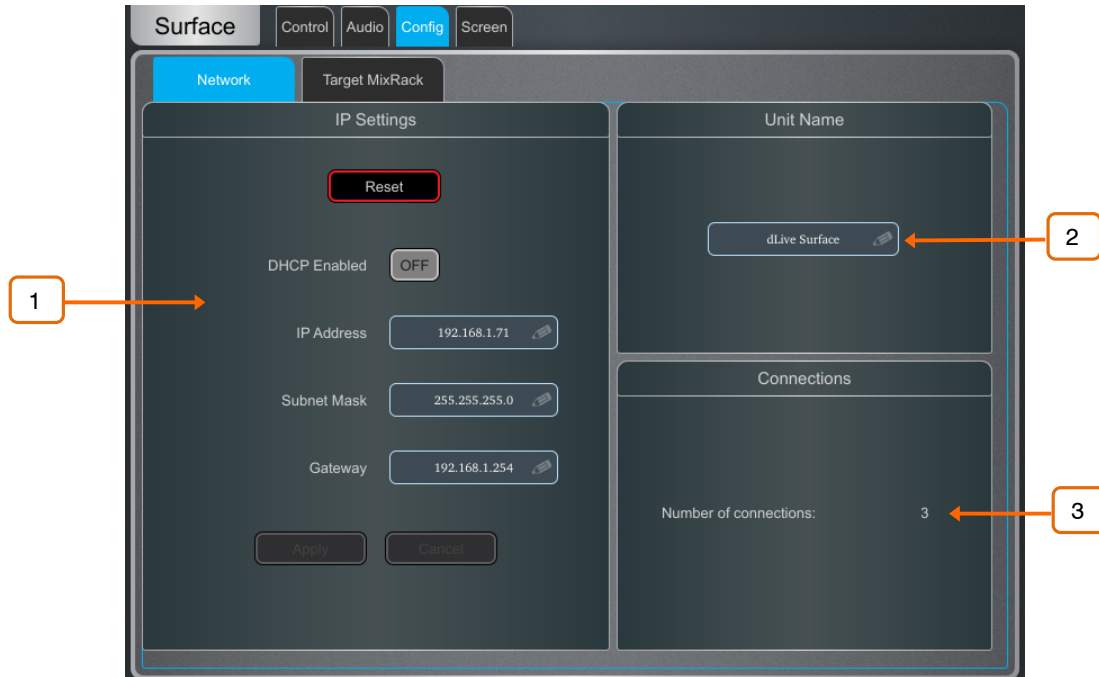 Surface Control Audio Config Screen
Network Target MixRack
IP Settings
Reset
DHCP Enabled OFF
IP Address 192.168.1.71
Subnet Mask 255.255.255.0
Gateway 192.168.1.254
Apply Cancel
1
Unit Name
dLive Surface
2
Connections
Number of connections: 3
3